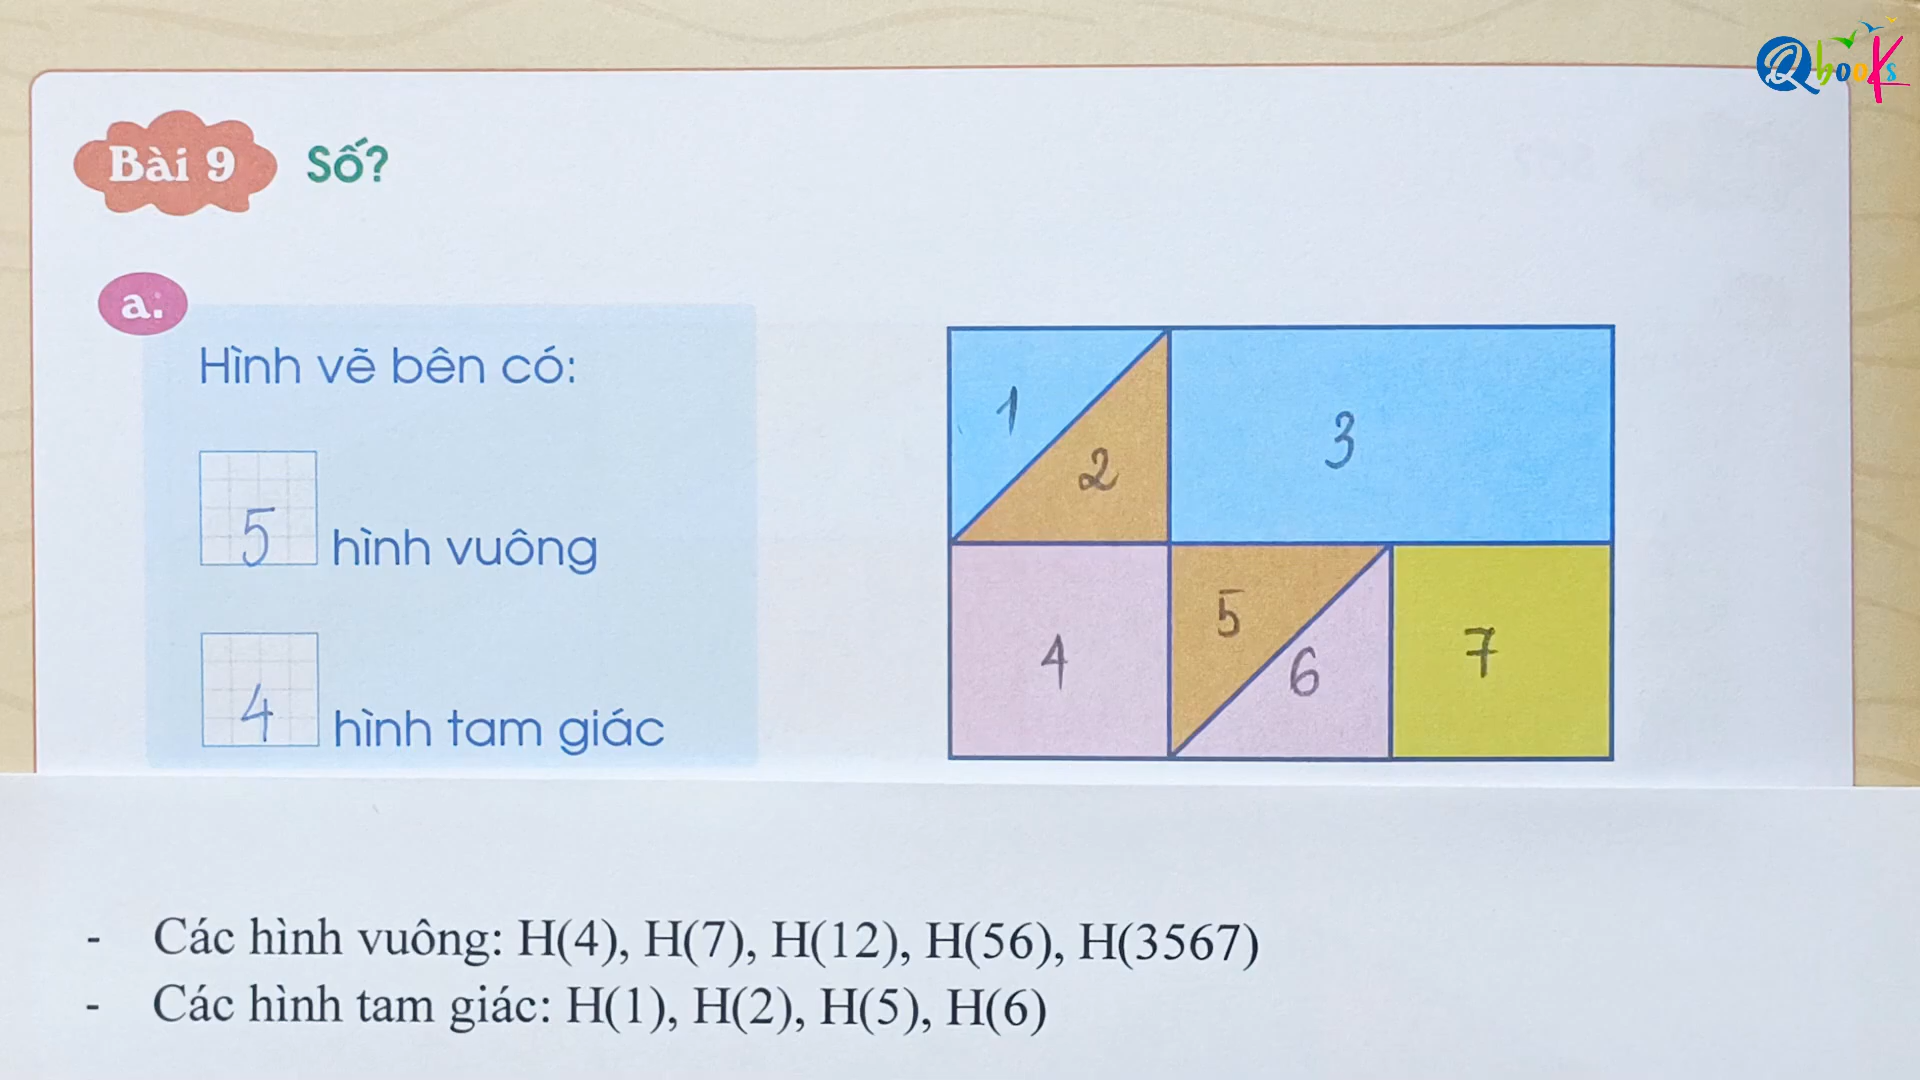 Qbooks
Bài 9 Số?
a.
Hình vẽ bên có:
5 hình vuông
4 hình tam giác
1
2
3
4
5
6
7
- Các hình vuông: H(4), H(7), H(12), H(56), H(3567)
- Các hình tam giác: H(1), H(2), H(5), H(6)